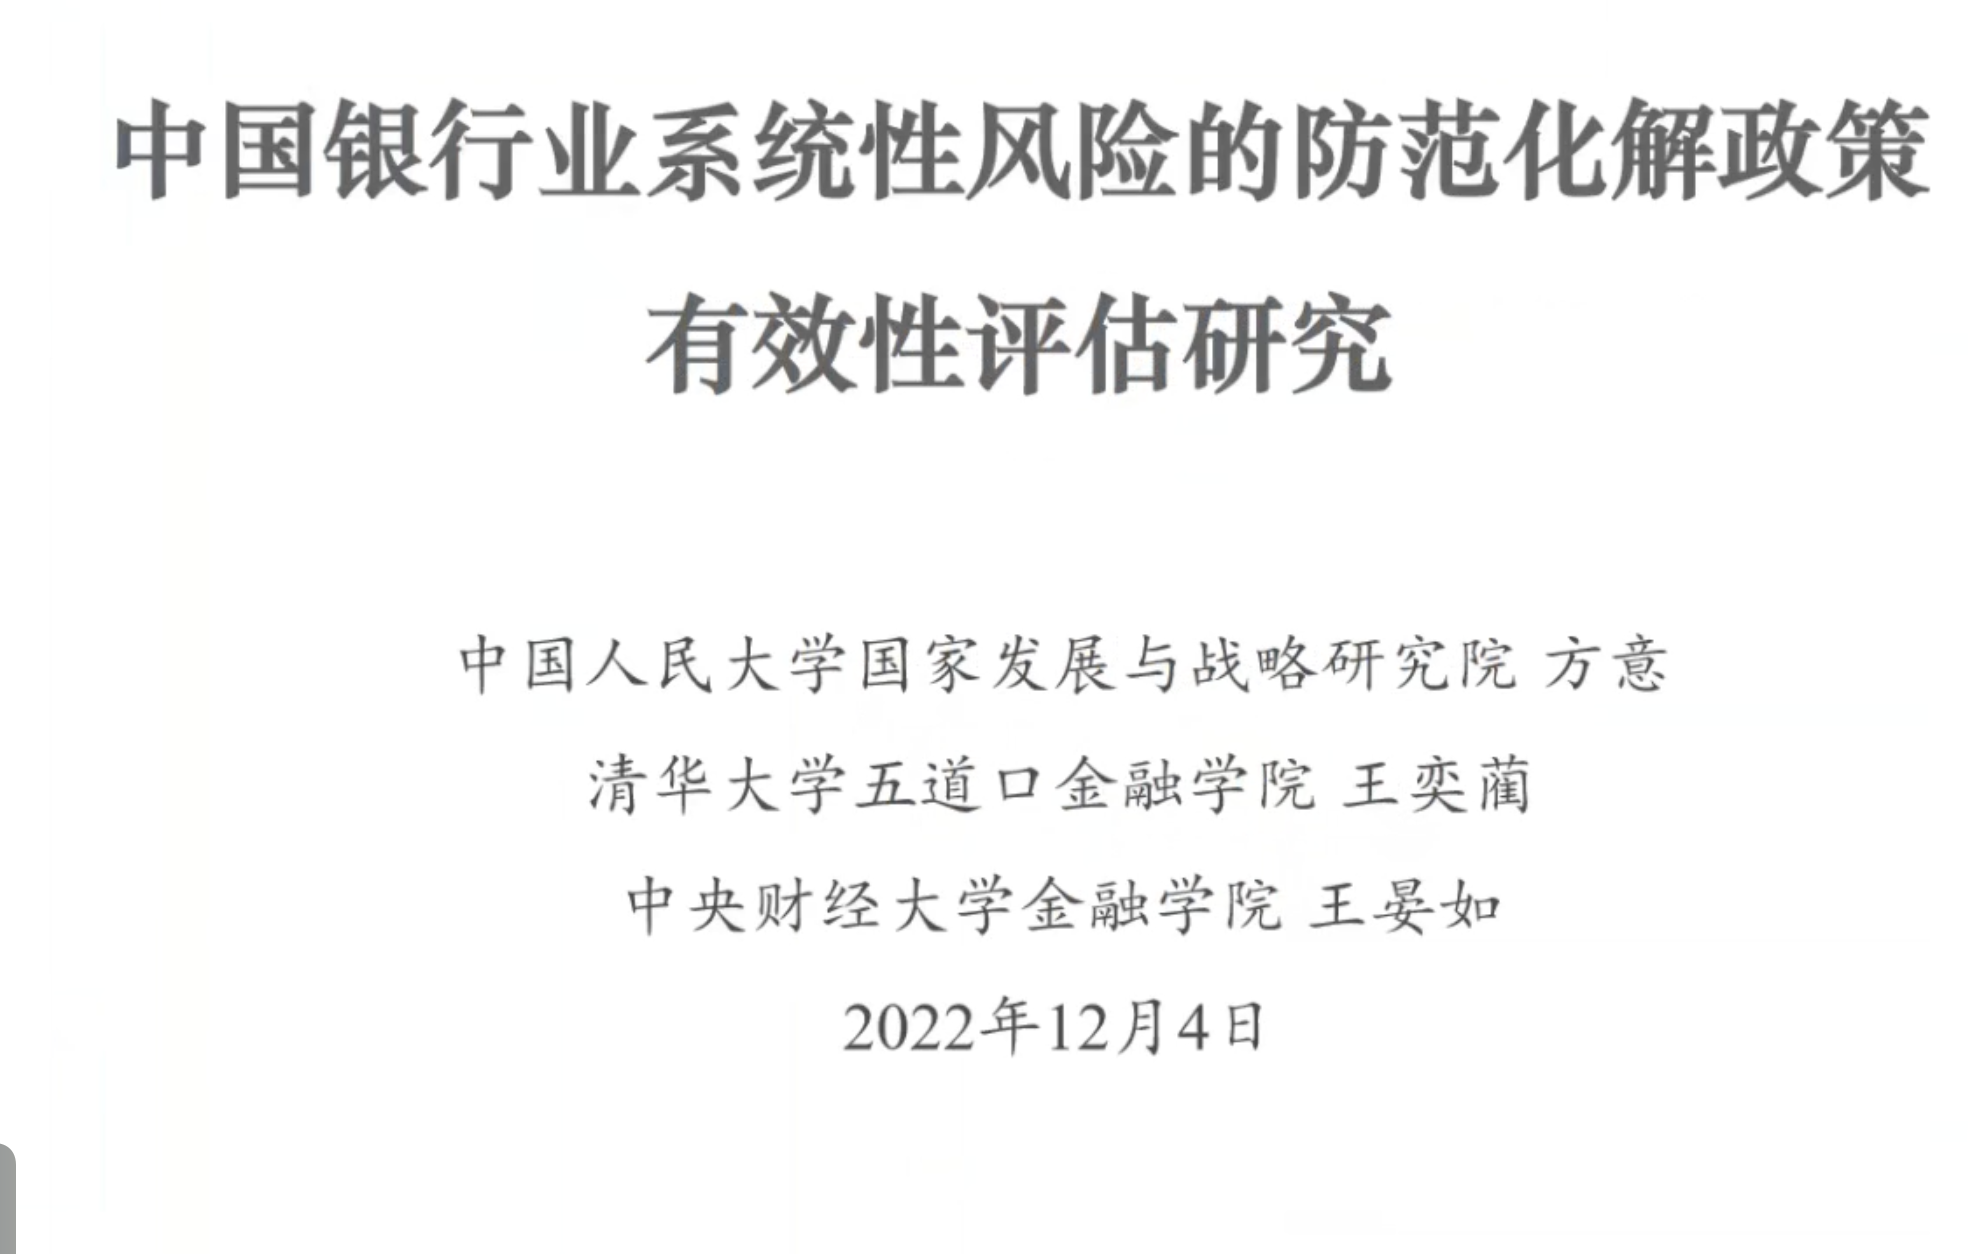 中国银行业系统性风险的防范化解政策
有效性评估研究
中国人民大学国家发展与战略研究院 方意
清华大学五道口金融学院 王奕蔺
中央财经大学金融学院 王晏如
2022年12月4日